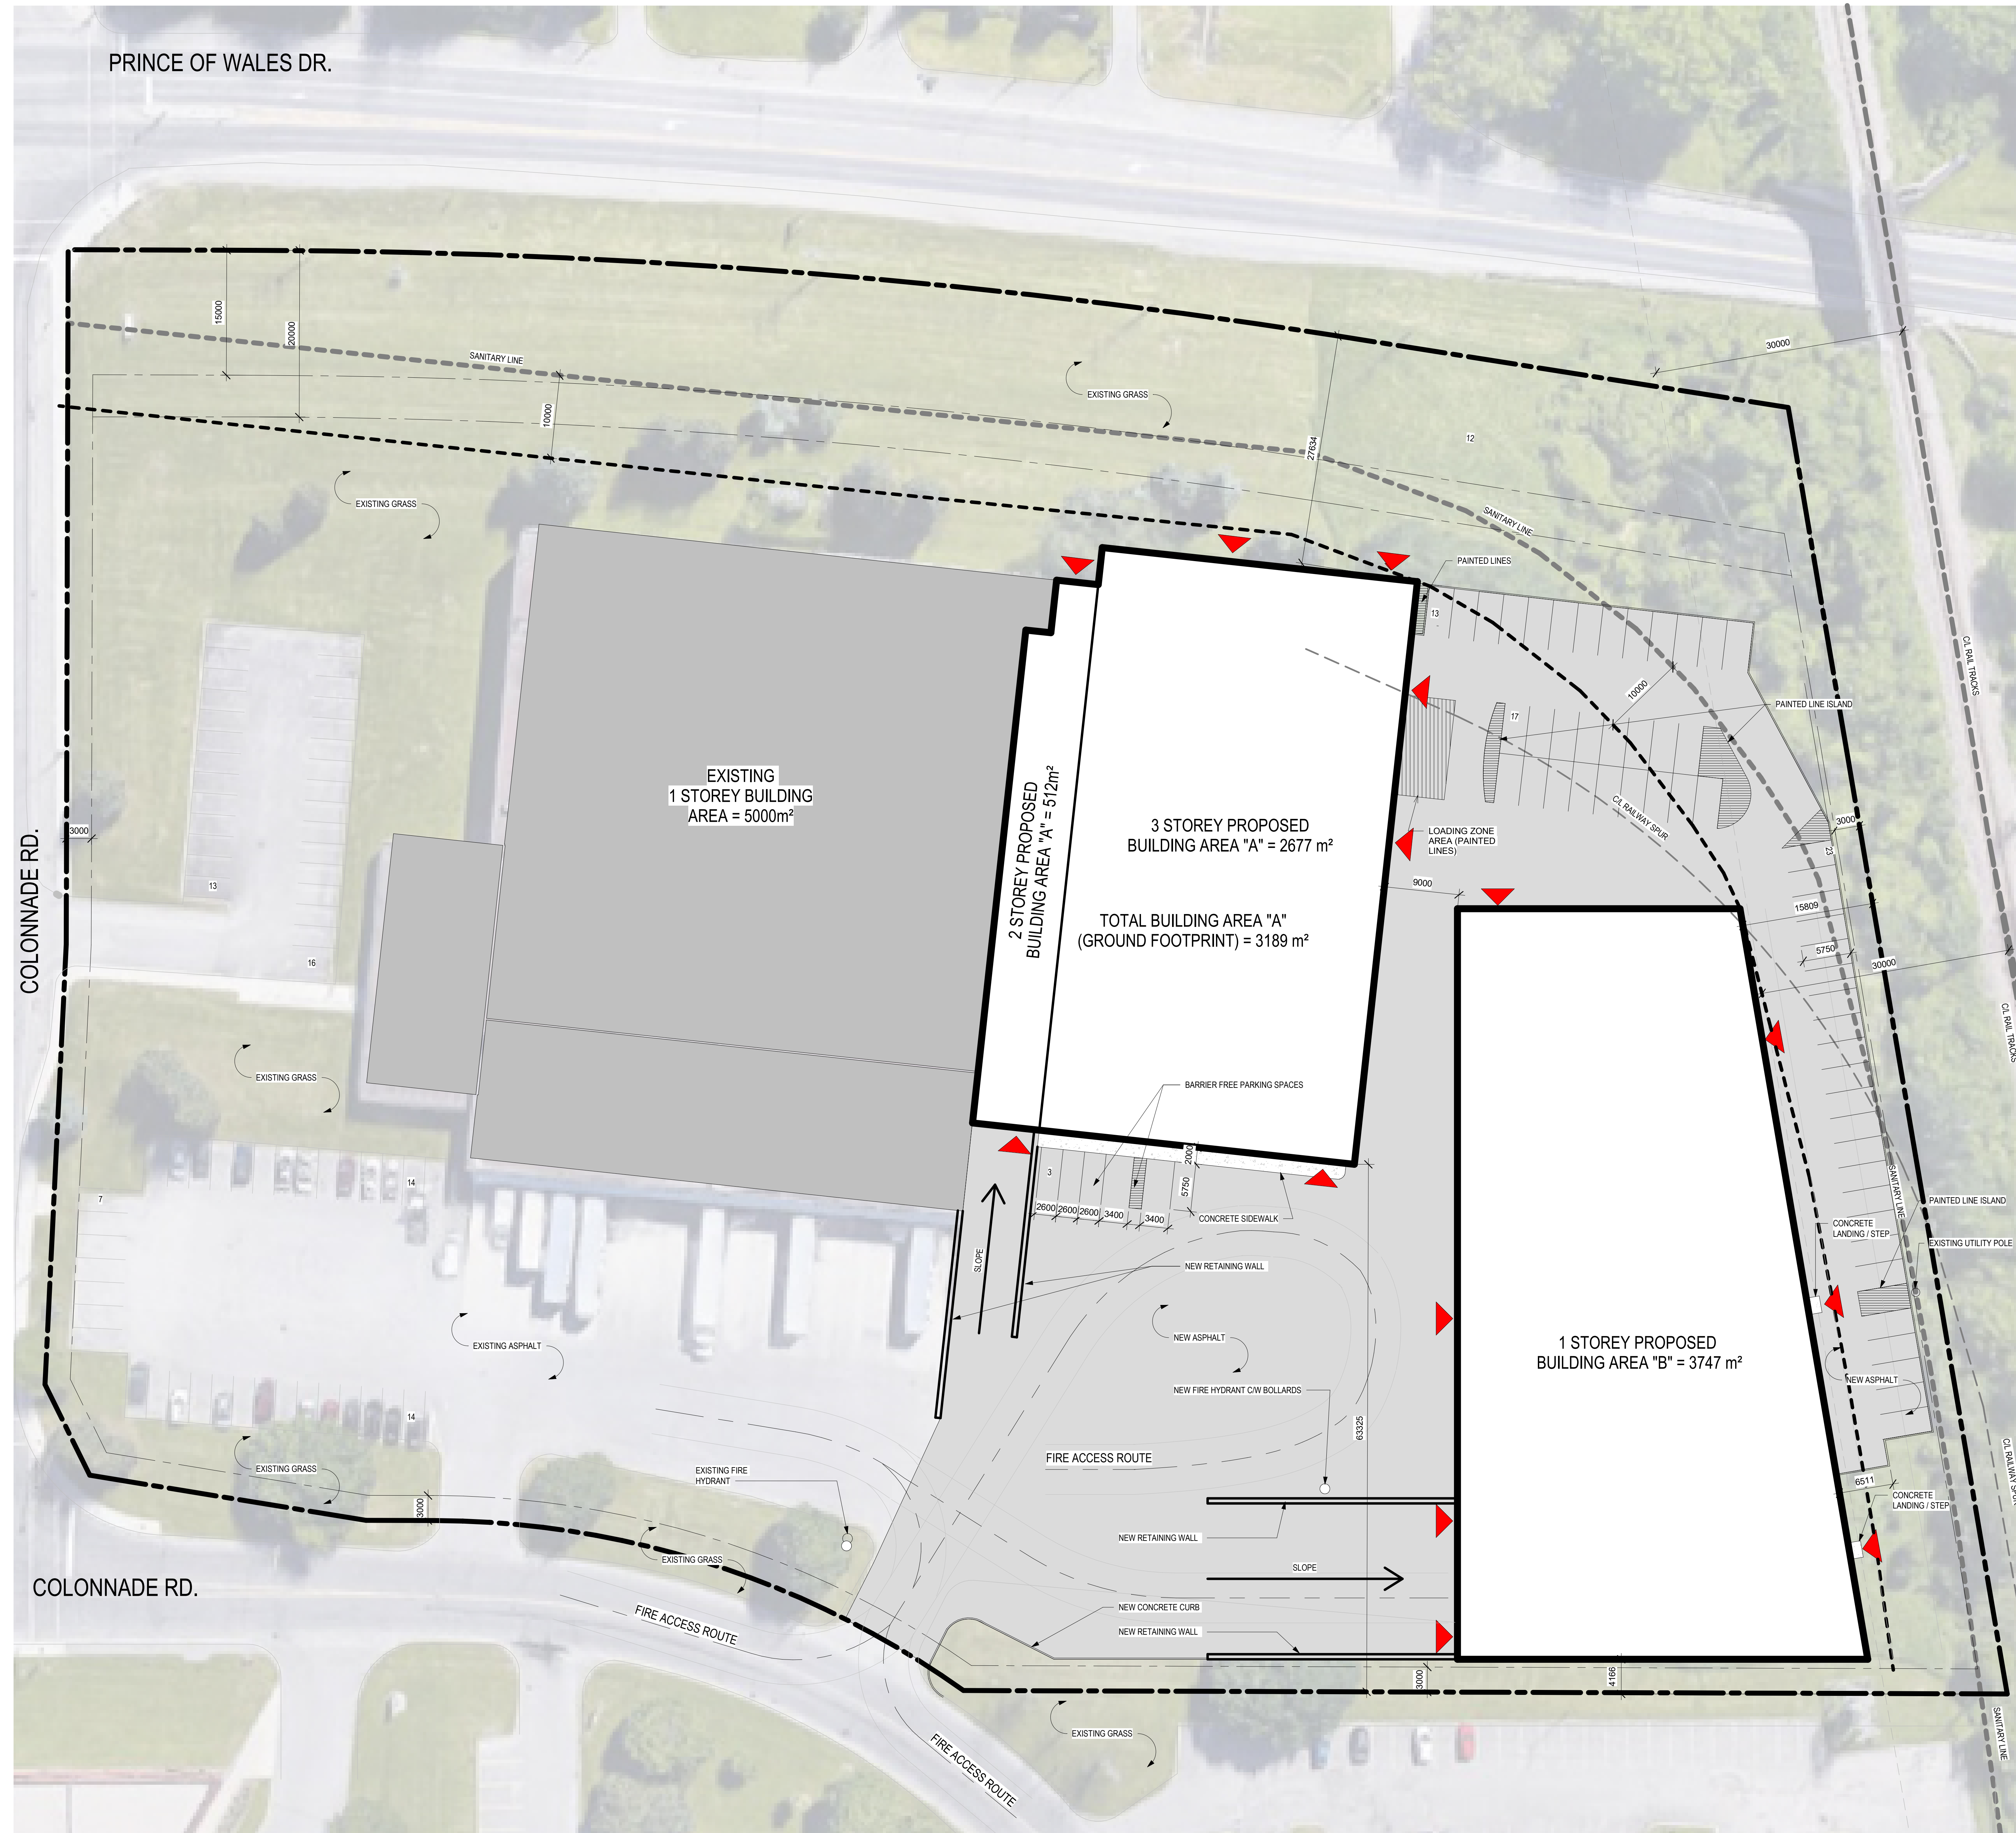 PRINCE OF WALES DR.
15000
20000
SANITARY LINE
10000
EXISTING GRASS
27634
30000
12
EXISTING GRASS
SANITARY LINE
PAINTED LINES
13
C/L RAIL TRACKS
10000
PAINTED LINE ISLAND
17
EXISTING
1 STOREY BUILDING
AREA = 5000m²
2 STOREY PROPOSED
BUILDING AREA "A" = 512m²
3 STOREY PROPOSED
BUILDING AREA "A" = 2677 m²
TOTAL BUILDING AREA "A"
(GROUND FOOTPRINT) = 3189 m²
C/L RAILWAY SPUR
LOADING ZONE
AREA (PAINTED
LINES)
3000
3000
23
COLONNADE RD.
13
9000
15809
5750
30000
16
C/L RAIL TRACKS
EXISTING GRASS
BARRIER FREE PARKING SPACES
2000
3
5750
14
7
2600
2600
2600
3400
3400
CONCRETE SIDEWALK
SANITARY LINE
PAINTED LINE ISLAND
CONCRETE
LANDING / STEP
EXISTING UTILITY POLE
SLOPE
NEW RETAINING WALL
EXISTING ASPHALT
NEW ASPHALT
1 STOREY PROPOSED
BUILDING AREA "B" = 3747 m²
NEW ASPHALT
NEW FIRE HYDRANT C/W BOLLARDS
14
63325
FIRE ACCESS ROUTE
EXISTING GRASS
EXISTING FIRE
HYDRANT
6511
C/L RAILWAY SPUR
CONCRETE
LANDING / STEP
3000
NEW RETAINING WALL
EXISTING GRASS
SLOPE
COLONNADE RD.
NEW CONCRETE CURB
FIRE ACCESS ROUTE
NEW RETAINING WALL
3000
4166
EXISTING GRASS
SANITARY LINE
FIRE ACCESS ROUTE